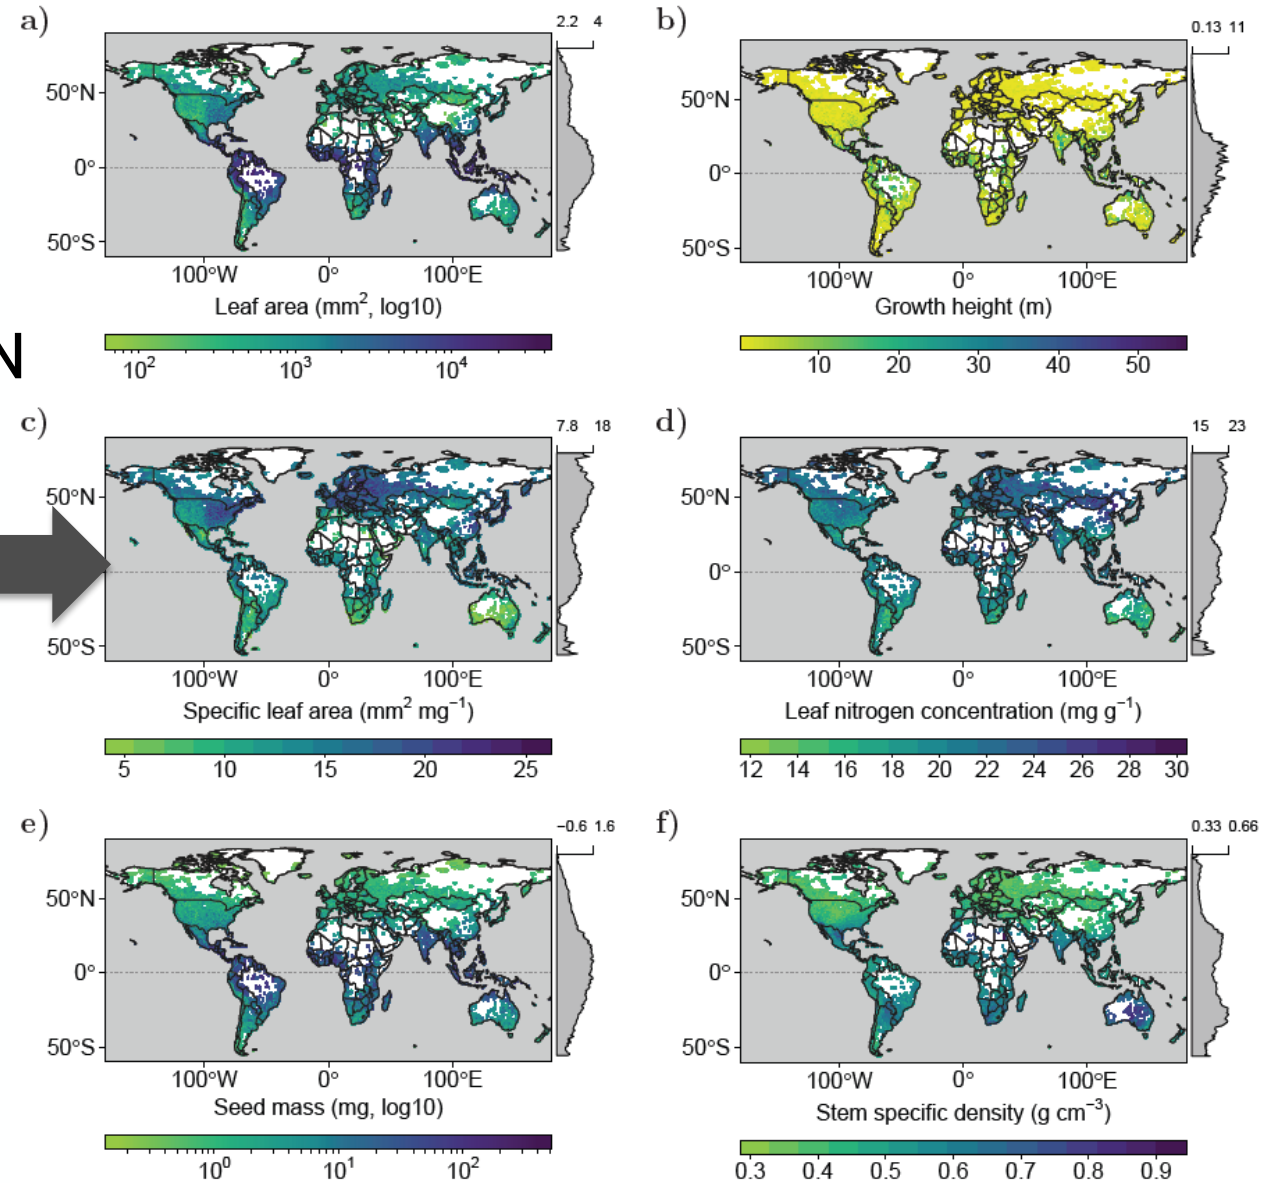 a)
2.2 4
50°N
0°
50°S
100°W 0° 100°E
Leaf area (mm², log10)
10² 10³ 10⁴
b)
0.13 11
50°N
0°
50°S
100°W 0° 100°E
Growth height (m)
10 20 30 40 50
N
c)
7.8 18
50°N
0°
50°S
100°W 0° 100°E
Specific leaf area (mm² mg⁻¹)
5 10 15 20 25
d)
15 23
50°N
0°
50°S
100°W 0° 100°E
Leaf nitrogen concentration (mg g⁻¹)
12 14 16 18 20 22 24 26 28 30
e)
−0.6 1.6
50°N
0°
50°S
100°W 0° 100°E
Seed mass (mg, log10)
10⁰ 10¹ 10²
f)
0.33 0.66
50°N
0°
50°S
100°W 0° 100°E
Stem specific density (g cm⁻³)
0.3 0.4 0.5 0.6 0.7 0.8 0.9